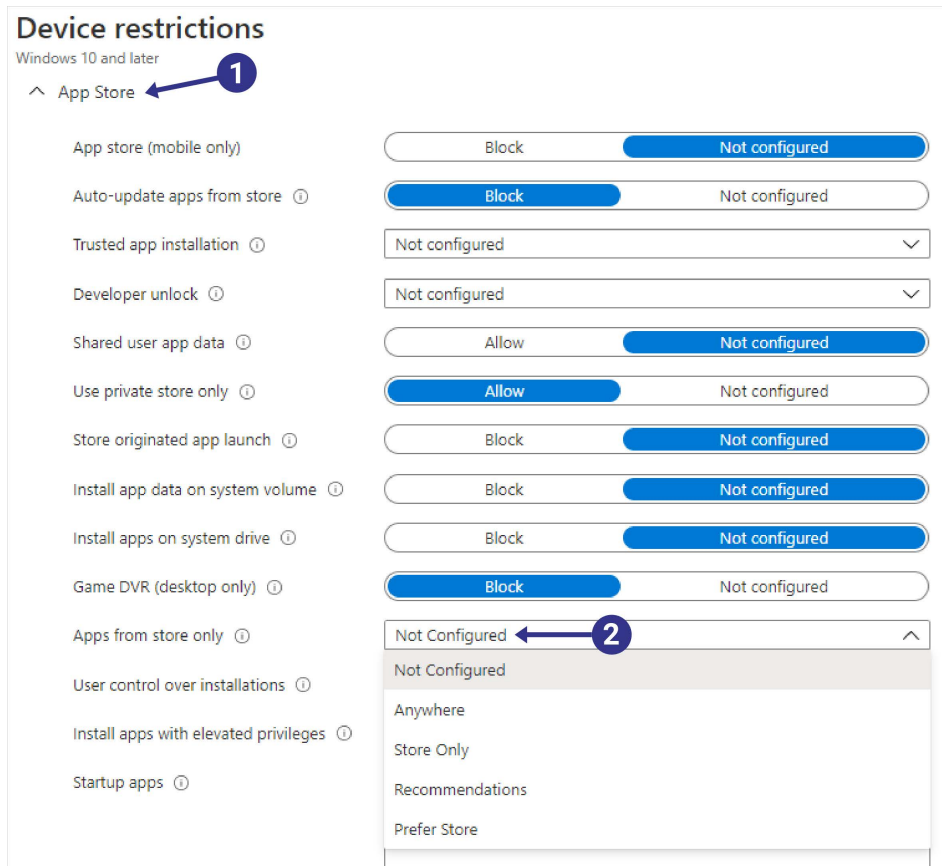 Device restrictions
Windows 10 and later
1
App Store
App store (mobile only) Block Not configured
Auto-update apps from store Block Not configured
Trusted app installation Not configured
Developer unlock Not configured
Shared user app data Allow Not configured
Use private store only Allow Not configured
Store originated app launch Block Not configured
Install app data on system volume Block Not configured
Install apps on system drive Block Not configured
Game DVR (desktop only) Block Not configured
Apps from store only Not Configured 2
Not Configured
User control over installations
Anywhere
Install apps with elevated privileges
Store Only
Startup apps
Recommendations
Prefer Store